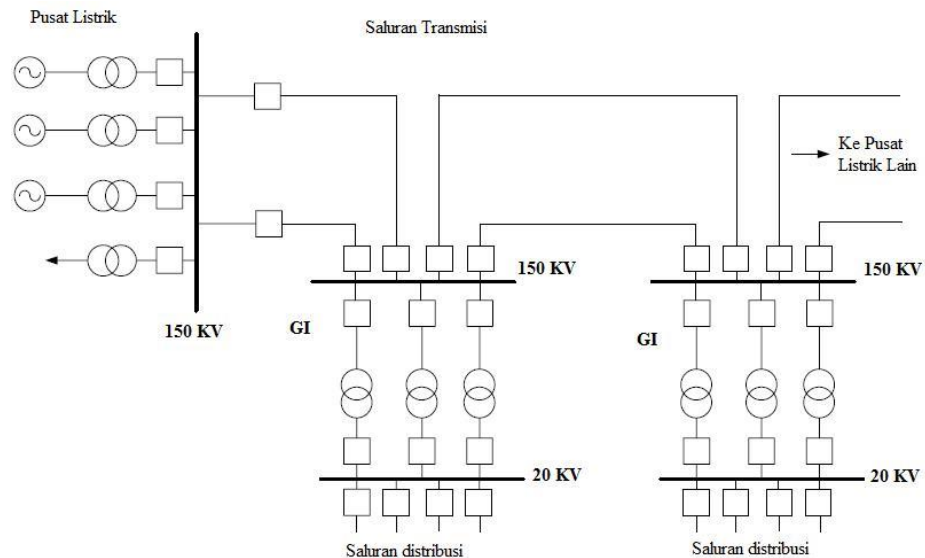 Pusat Listrik
Saluran Transmisi
Ke Pusat
Listrik Lain
150 KV
150 KV
150 KV
GI
GI
20 KV
20 KV
Saluran distribusi
Saluran distribusi